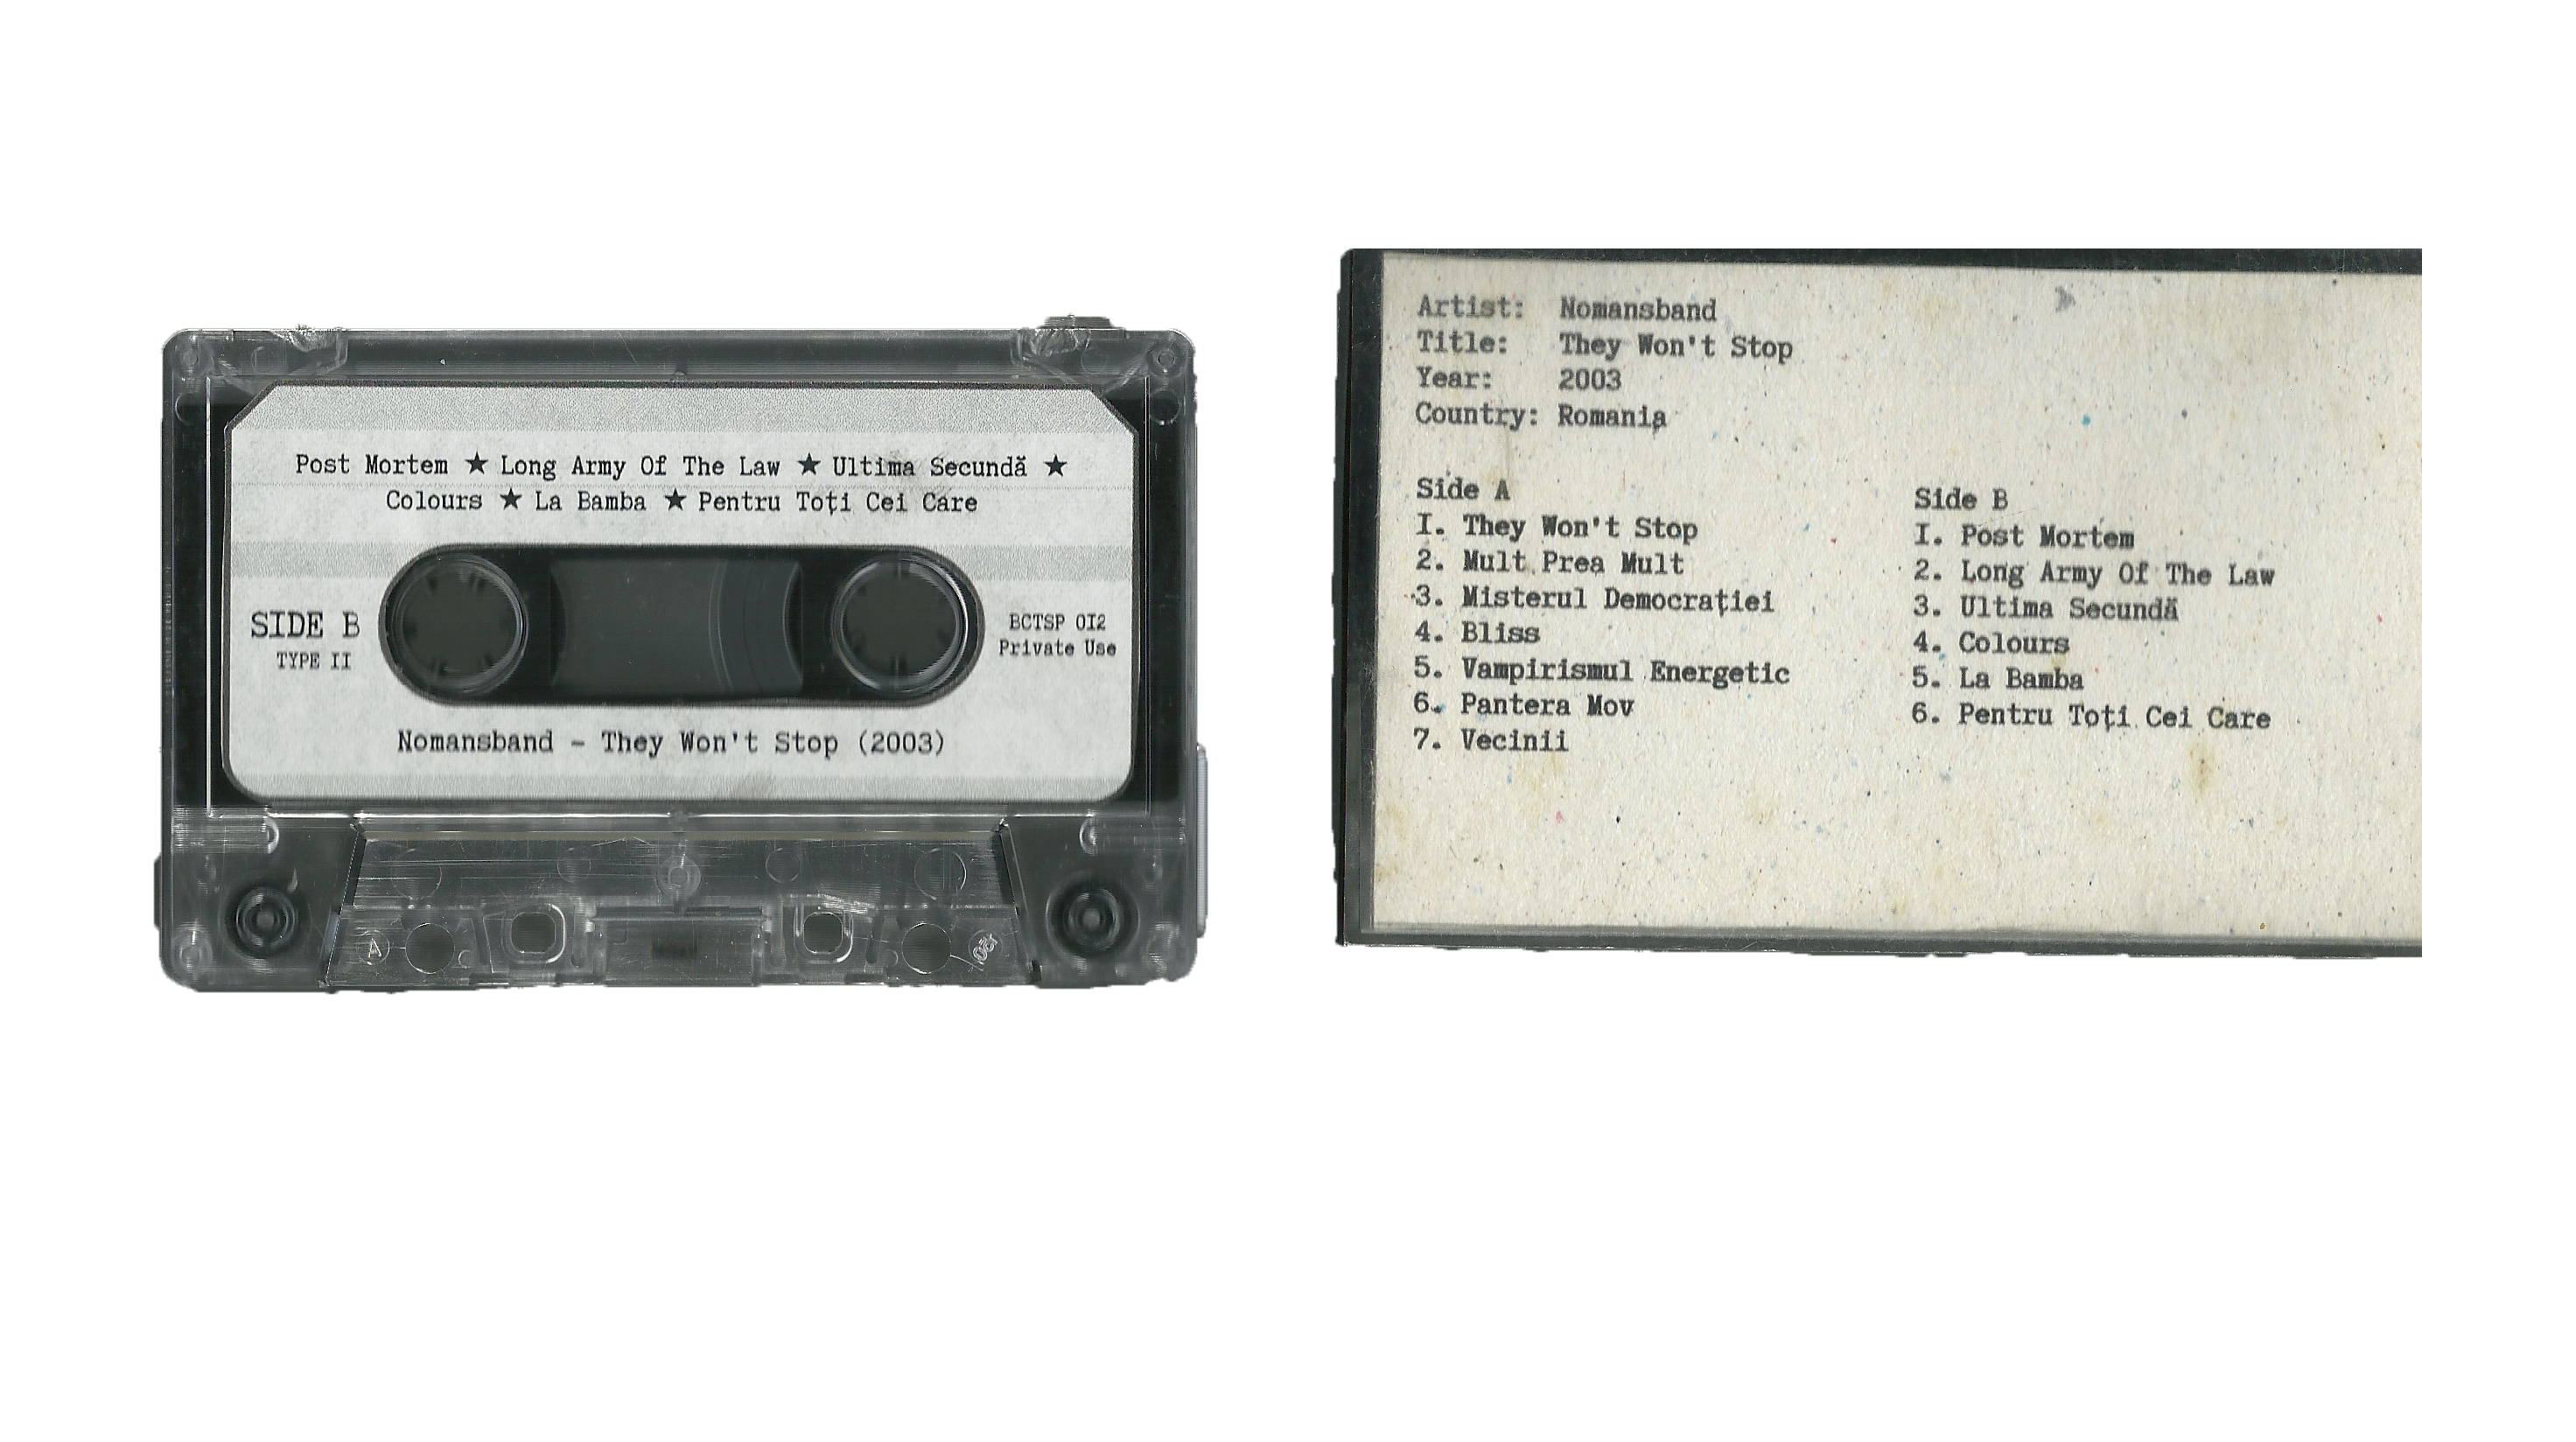 Post Mortem ★ Long Army Of The Law ★ Ultima Secundă ★
Colours ★ La Bamba ★ Pentru Toți Cei Care
SIDE B
TYPE II
BCTSP 0I2
Private Use
Nomansband - They Won't Stop (2003)
Artist: Nomansband
Title: They Won't Stop
Year: 2003
Country: Romania
Side A
I. They Won't Stop
2. Mult Prea Mult
3. Misterul Democrației
4. Bliss
5. Vampirismul Energetic
6. Pantera Mov
7. Vecinii
Side B
I. Post Mortem
2. Long Army Of The Law
3. Ultima Secundă
4. Colours
5. La Bamba
6. Pentru Toți Cei Care